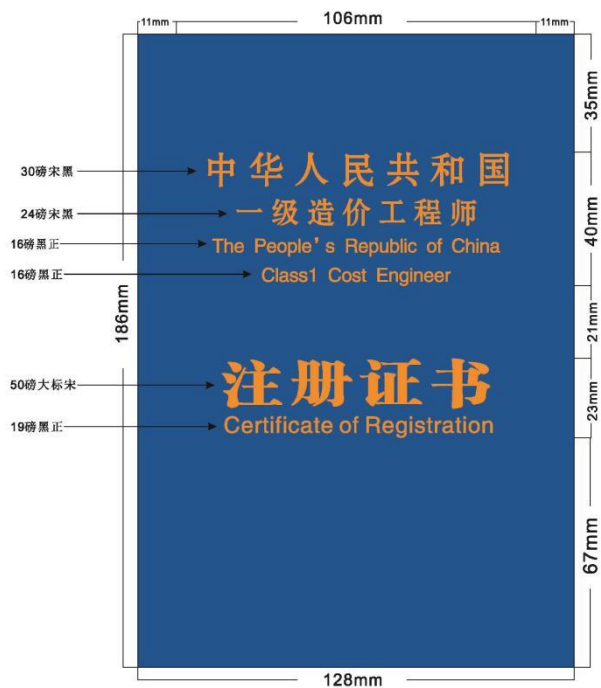 11mm 106mm 11mm
35mm
30磅宋黑 中华人民共和国
24磅宋黑 一级造价工程师
16磅黑正 The People's Republic of China
40mm
16磅黑正 Class1 Cost Engineer
186mm
21mm
50磅大标宋 注册证书
23mm
19磅黑正 Certificate of Registration
67mm
128mm